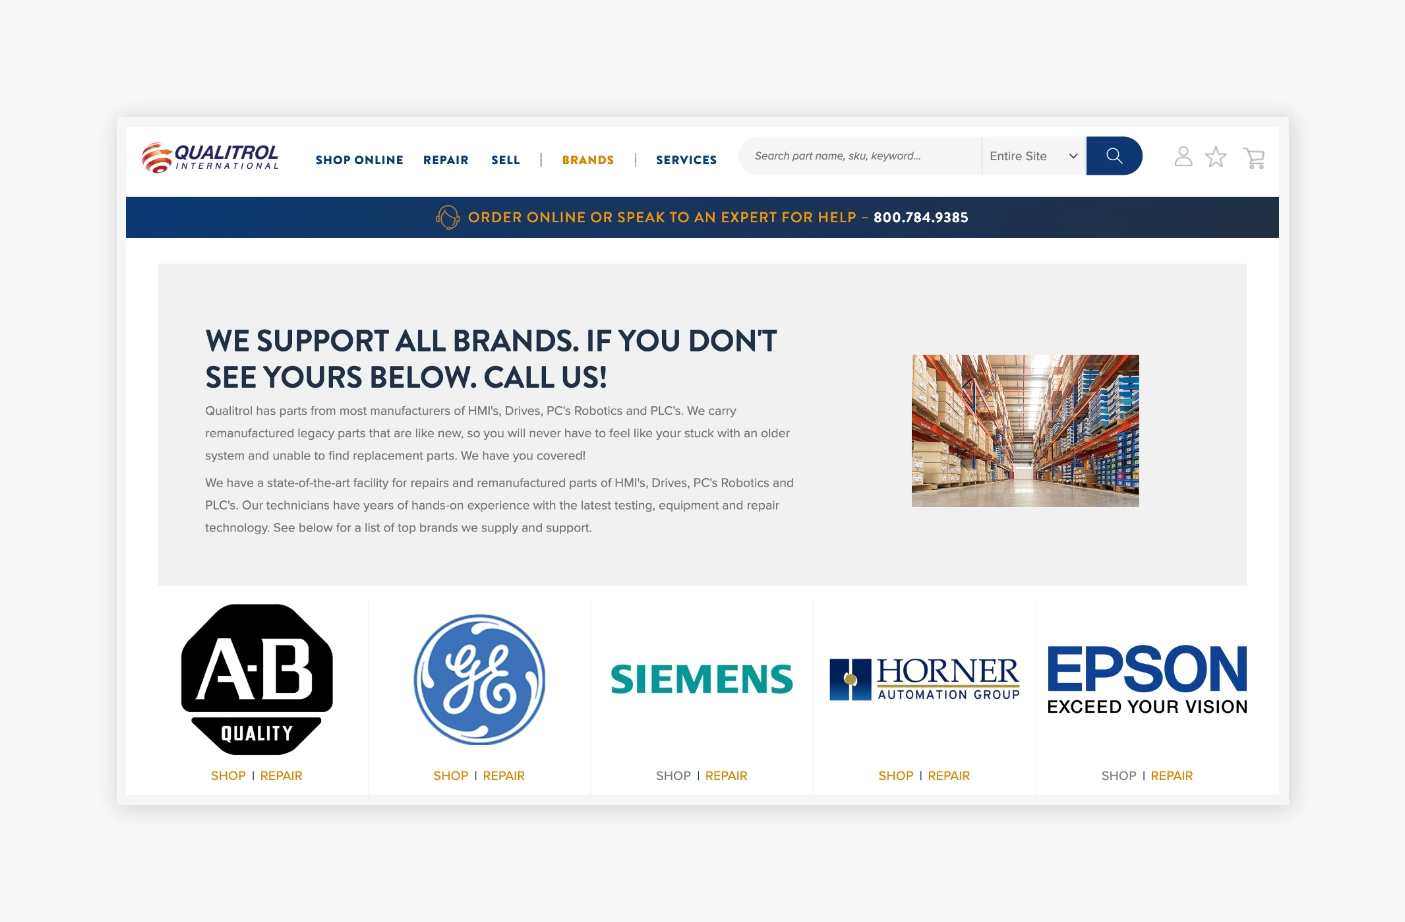 QUALITROL
INTERNATIONAL
SHOP ONLINE REPAIR SELL | BRANDS | SERVICES
Search part name, sku, keyword... Entire Site
ORDER ONLINE OR SPEAK TO AN EXPERT FOR HELP – 800.784.9385
WE SUPPORT ALL BRANDS. IF YOU DON'T
SEE YOURS BELOW. CALL US!
Qualitrol has parts from most manufacturers of HMI's, Drives, PC's Robotics and PLC's. We carry
remanufactured legacy parts that are like new, so you will never have to feel like your stuck with an older
system and unable to find replacement parts. We have you covered!
We have a state-of-the-art facility for repairs and remanufactured parts of HMI's, Drives, PC's Robotics and
PLC's. Our technicians have years of hands-on experience with the latest testing, equipment and repair
technology. See below for a list of top brands we supply and support.
A-B
QUALITY
GE
SIEMENS
HORNER
AUTOMATION GROUP
EPSON
EXCEED YOUR VISION
SHOP | REPAIR
SHOP | REPAIR
SHOP | REPAIR
SHOP | REPAIR
SHOP | REPAIR